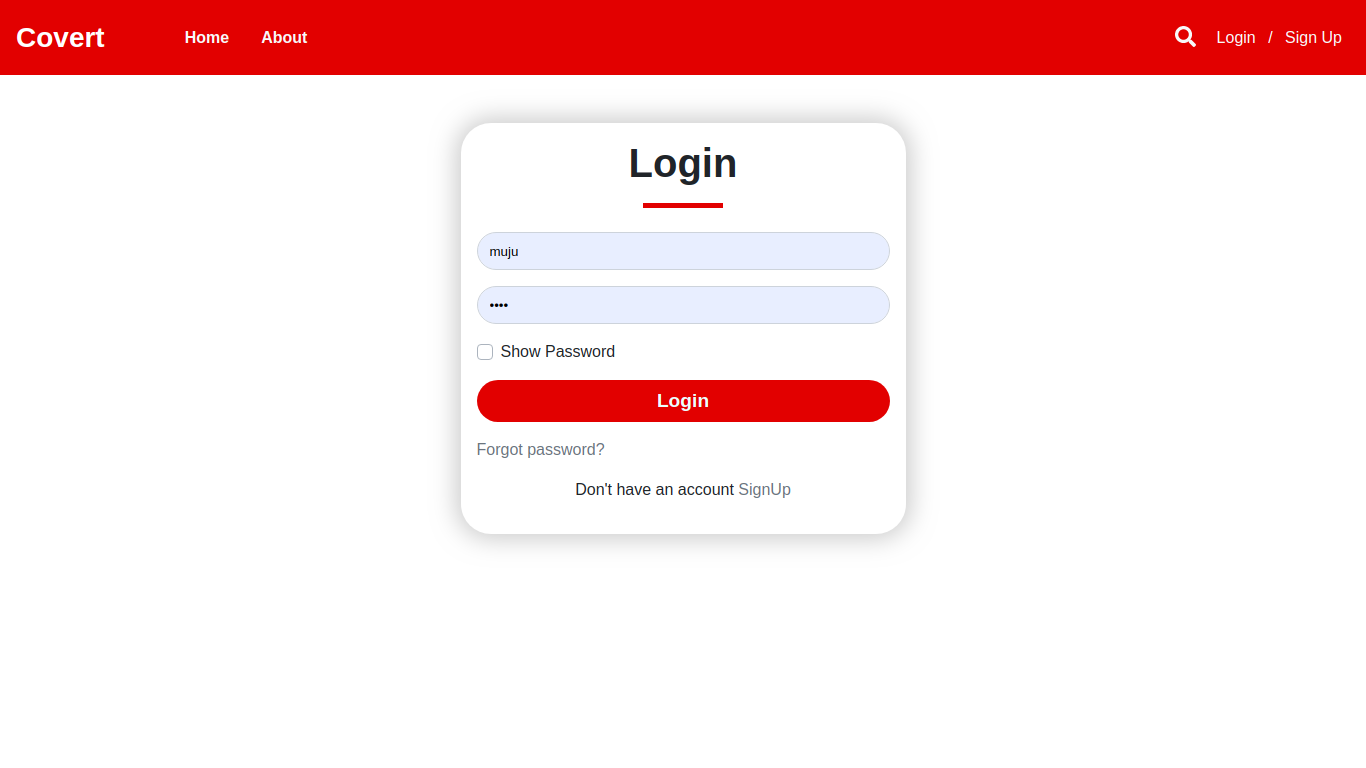 Covert Home About Login / Sign Up
Login
muju
••••
Show Password
Login
Forgot password?
Don't have an account SignUp